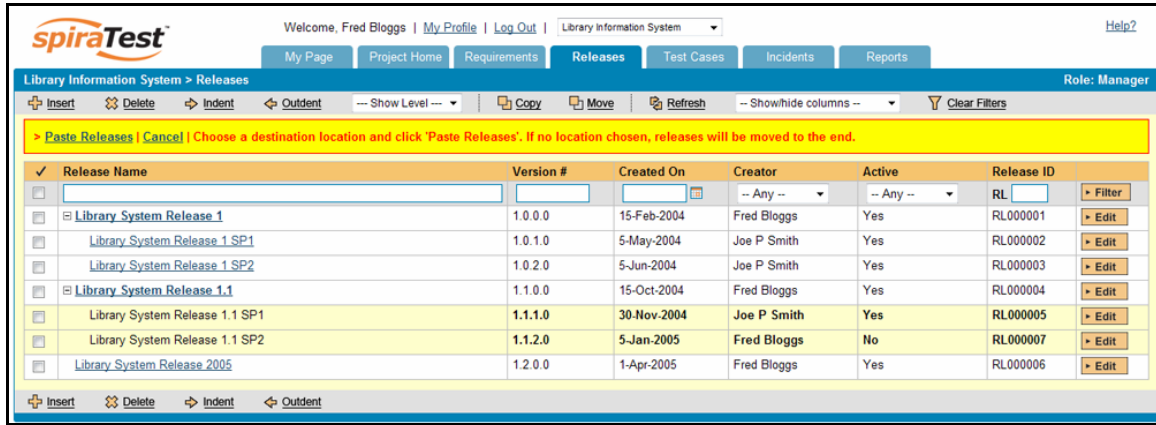 spiraTest™
Welcome, Fred Bloggs | My Profile | Log Out | Library Information System Help?
My Page Project Home Requirements Releases Test Cases Incidents Reports
Library Information System > Releases Role: Manager
Insert Delete Indent Outdent --- Show Level --- Copy Move Refresh -- Show/hide columns -- Clear Filters
> Paste Releases | Cancel | Choose a destination location and click 'Paste Releases'. If no location chosen, releases will be moved to the end.
✓ Release Name Version # Created On Creator Active Release ID
-- Any -- -- Any -- RL Filter
Library System Release 1 1.0.0.0 15-Feb-2004 Fred Bloggs Yes RL000001 Edit
Library System Release 1 SP1 1.0.1.0 5-May-2004 Joe P Smith Yes RL000002 Edit
Library System Release 1 SP2 1.0.2.0 5-Jun-2004 Joe P Smith Yes RL000003 Edit
Library System Release 1.1 1.1.0.0 15-Oct-2004 Fred Bloggs Yes RL000004 Edit
Library System Release 1.1 SP1 1.1.1.0 30-Nov-2004 Joe P Smith Yes RL000005 Edit
Library System Release 1.1 SP2 1.1.2.0 5-Jan-2005 Fred Bloggs No RL000007 Edit
Library System Release 2005 1.2.0.0 1-Apr-2005 Fred Bloggs Yes RL000006 Edit
Insert Delete Indent Outdent